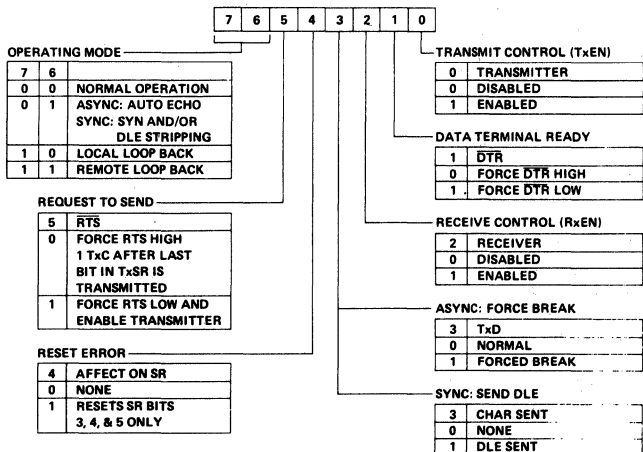 7 6 5 4 3 2 1 0
OPERATING MODE
7 6
0 0 NORMAL OPERATION
0 1 ASYNC: AUTO ECHO
SYNC: SYN AND/OR
DLE STRIPPING
1 0 LOCAL LOOP BACK
1 1 REMOTE LOOP BACK
REQUEST TO SEND
5 RTS
0 FORCE RTS HIGH
1 TxC AFTER LAST
BIT IN TxSR IS
TRANSMITTED
1 FORCE RTS LOW AND
ENABLE TRANSMITTER
RESET ERROR
4 AFFECT ON SR
0 NONE
1 RESETS SR BITS
3, 4, & 5 ONLY
TRANSMIT CONTROL (TxEN)
0 TRANSMITTER
0 DISABLED
1 ENABLED
DATA TERMINAL READY
1 DTR
0 FORCE DTR HIGH
1 FORCE DTR LOW
RECEIVE CONTROL (RxEN)
2 RECEIVER
0 DISABLED
1 ENABLED
ASYNC: FORCE BREAK
3 TxD
0 NORMAL
1 FORCED BREAK
SYNC: SEND DLE
3 CHAR SENT
0 NONE
1 DLE SENT